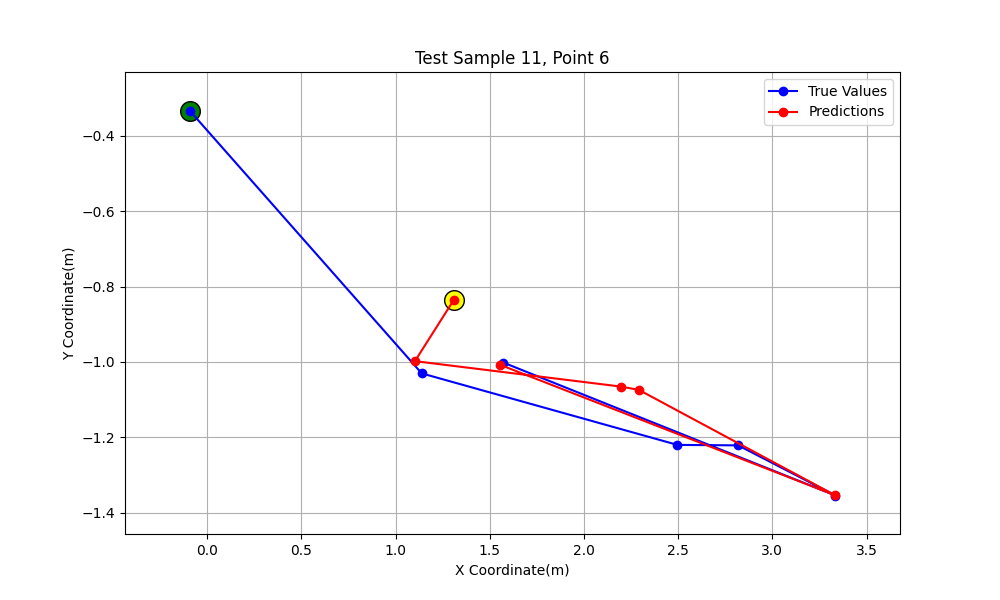 Test Sample 11, Point 6
True Values
Predictions
Y Coordinate(m)
−0.4
−0.6
−0.8
−1.0
−1.2
−1.4
0.0 0.5 1.0 1.5 2.0 2.5 3.0 3.5
X Coordinate(m)